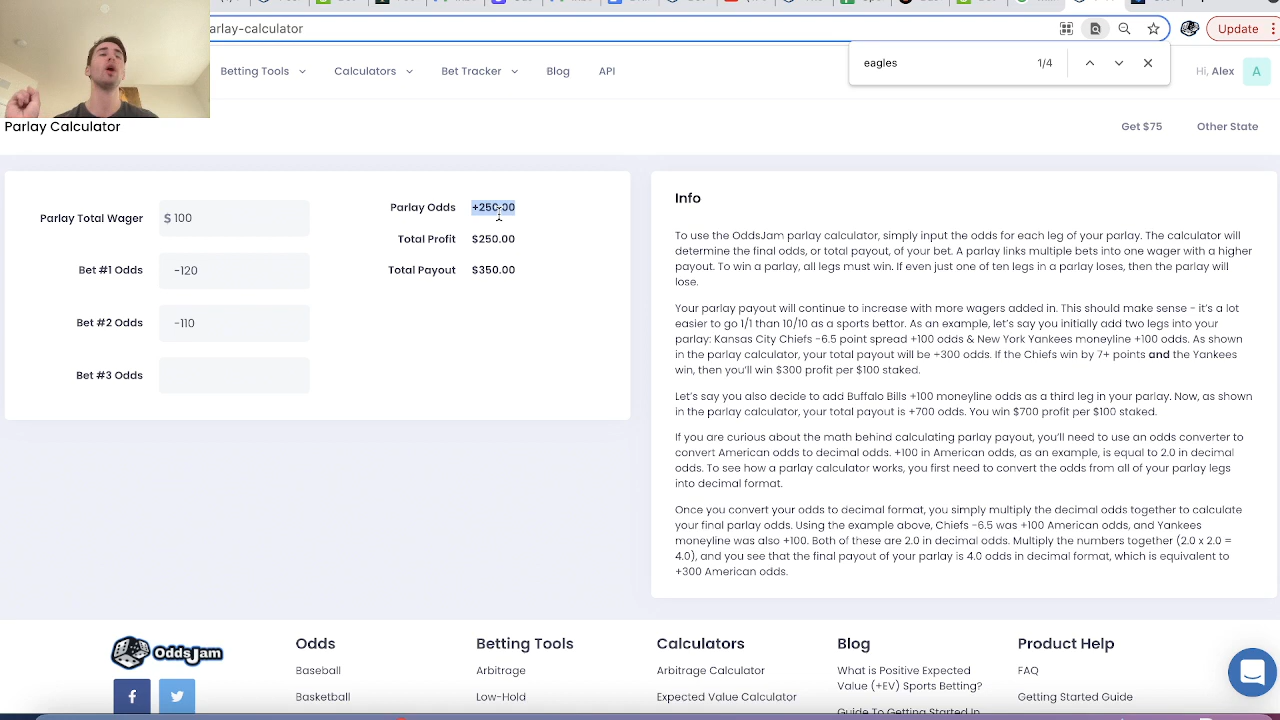 arlay-calculator
Update
eagles
1/4
Betting Tools
Calculators
Bet Tracker
Blog
API
Hi, Alex
A
Parlay Calculator
Get $75
Other State
Parlay Total Wager
$ 100
Bet #1 Odds
-120
Bet #2 Odds
-110
Bet #3 Odds
Parlay Odds
+250.00
Total Profit
$250.00
Total Payout
$350.00
Info
To use the OddsJam parlay calculator, simply input the odds for each leg of your parlay. The calculator will
determine the final odds, or total payout, of your bet. A parlay links multiple bets into one wager with a higher
payout. To win a parlay, all legs must win. If even just one of ten legs in a parlay loses, then the parlay will
lose.
Your parlay payout will continue to increase with more wagers added in. This should make sense - it's a lot
easier to go 1/1 than 10/10 as a sports bettor. As an example, let's say you initially add two legs into your
parlay: Kansas City Chiefs -6.5 point spread +100 odds & New York Yankees moneyline +100 odds. As shown
in the parlay calculator, your total payout will be +300 odds. If the Chiefs win by 7+ points and the Yankees
win, then you'll win $300 profit per $100 staked.
Let's say you also decide to add Buffalo Bills +100 moneyline odds as a third leg in your parlay. Now, as shown
in the parlay calculator, your total payout is +700 odds. You win $700 profit per $100 staked.
If you are curious about the math behind calculating parlay payout, you'll need to use an odds converter to
convert American odds to decimal odds. +100 in American odds, as an example, is equal to 2.0 in decimal
odds. To see how a parlay calculator works, you first need to convert the odds from all of your parlay legs
into decimal format.
Once you convert your odds to decimal format, you simply multiply the decimal odds together to calculate
your final parlay odds. Using the example above, Chiefs -6.5 was +100 American odds, and Yankees
moneyline was also +100. Both of these are 2.0 in decimal odds. Multiply the numbers together (2.0 x 2.0 =
4.0), and you see that the final payout of your parlay is 4.0 odds in decimal format, which is equivalent to
+300 American odds.
OddsJam
Odds
Baseball
Basketball
Betting Tools
Arbitrage
Low-Hold
Calculators
Arbitrage Calculator
Expected Value Calculator
Blog
What is Positive Expected
Value (+EV) Sports Betting?
Guide To Getting Started In
Product Help
FAQ
Getting Started Guide